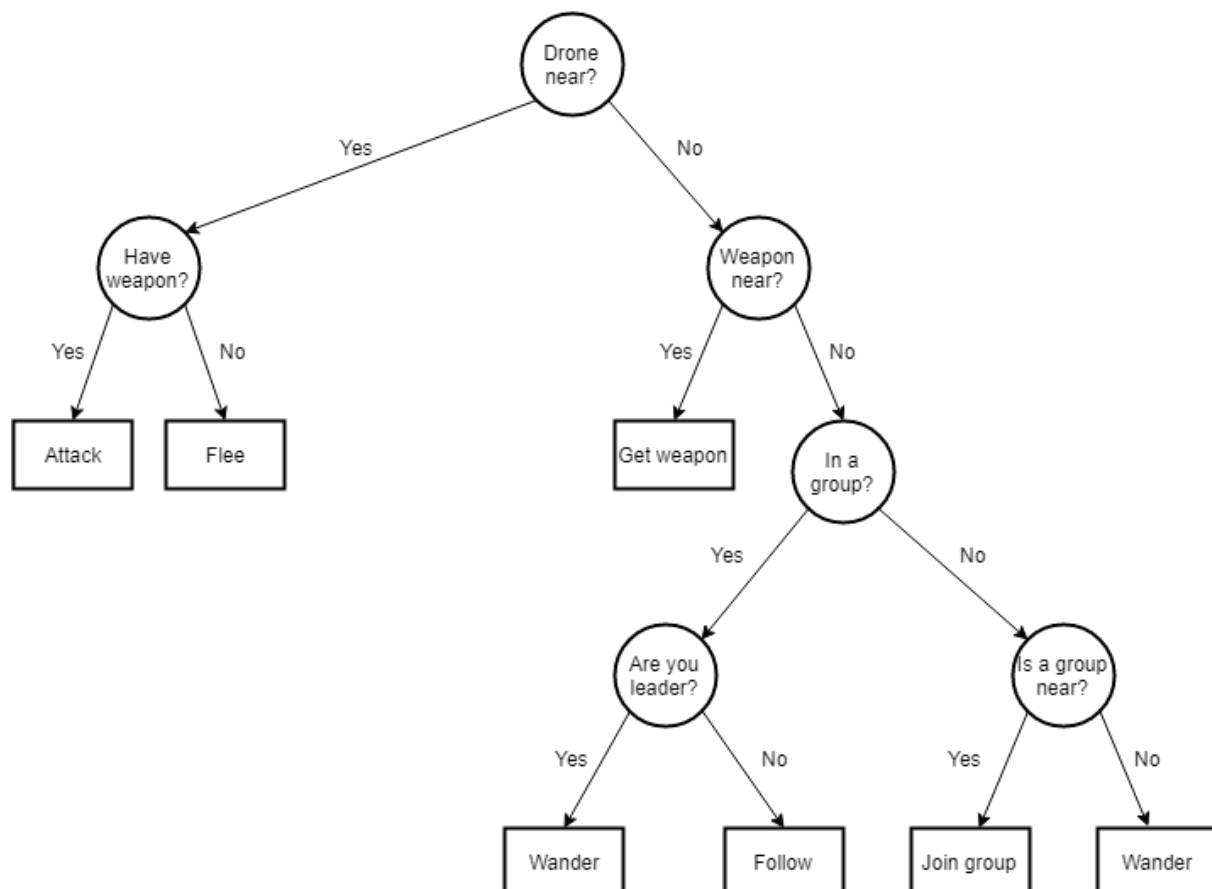 Drone
near?
Yes
No
Have
weapon?
Weapon
near?
Yes
No
Yes
No
Attack
Flee
Get weapon
In a
group?
Yes
No
Are you
leader?
Is a group
near?
Yes
No
Yes
No
Wander
Follow
Join group
Wander